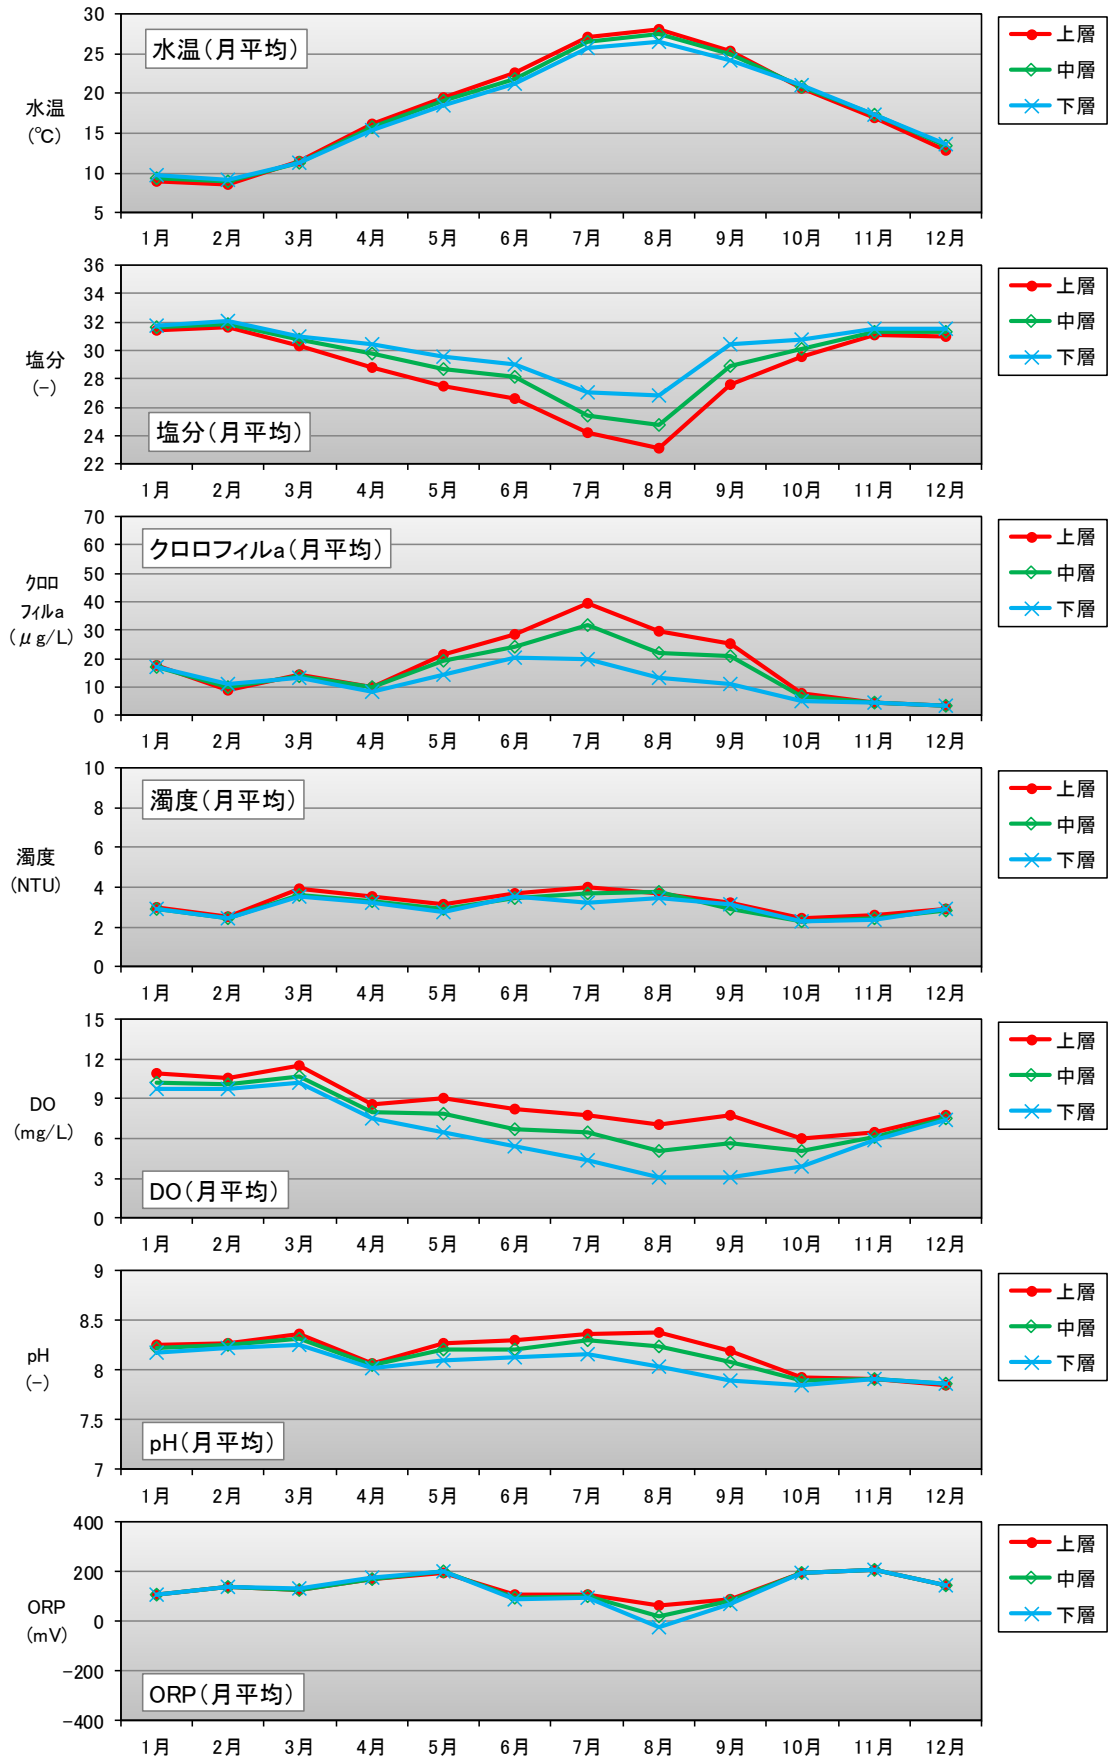 30
25
20
15
10
5
水温
(℃)
水温(月平均)
上層
中層
下層
1月 2月 3月 4月 5月 6月 7月 8月 9月 10月 11月 12月
36
34
32
30
28
26
24
22
塩分
(-)
塩分(月平均)
上層
中層
下層
1月 2月 3月 4月 5月 6月 7月 8月 9月 10月 11月 12月
70
60
50
40
30
20
10
0
クロロ
フィルa
(μg/L)
クロロフィルa(月平均)
上層
中層
下層
1月 2月 3月 4月 5月 6月 7月 8月 9月 10月 11月 12月
10
8
6
4
2
0
濁度
(NTU)
濁度(月平均)
上層
中層
下層
1月 2月 3月 4月 5月 6月 7月 8月 9月 10月 11月 12月
15
12
9
6
3
0
DO
(mg/L)
DO(月平均)
上層
中層
下層
1月 2月 3月 4月 5月 6月 7月 8月 9月 10月 11月 12月
9
8.5
8
7.5
7
pH
(-)
pH(月平均)
上層
中層
下層
1月 2月 3月 4月 5月 6月 7月 8月 9月 10月 11月 12月
400
200
0
-200
-400
ORP
(mV)
ORP(月平均)
上層
中層
下層
1月 2月 3月 4月 5月 6月 7月 8月 9月 10月 11月 12月